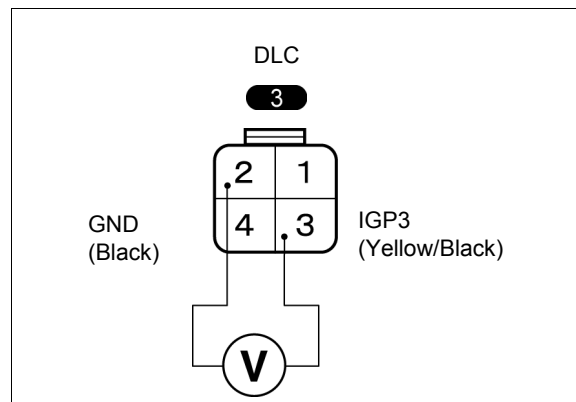 DLC
3
2 1
4 3
GND
(Black)
IGP3
(Yellow/Black)
V